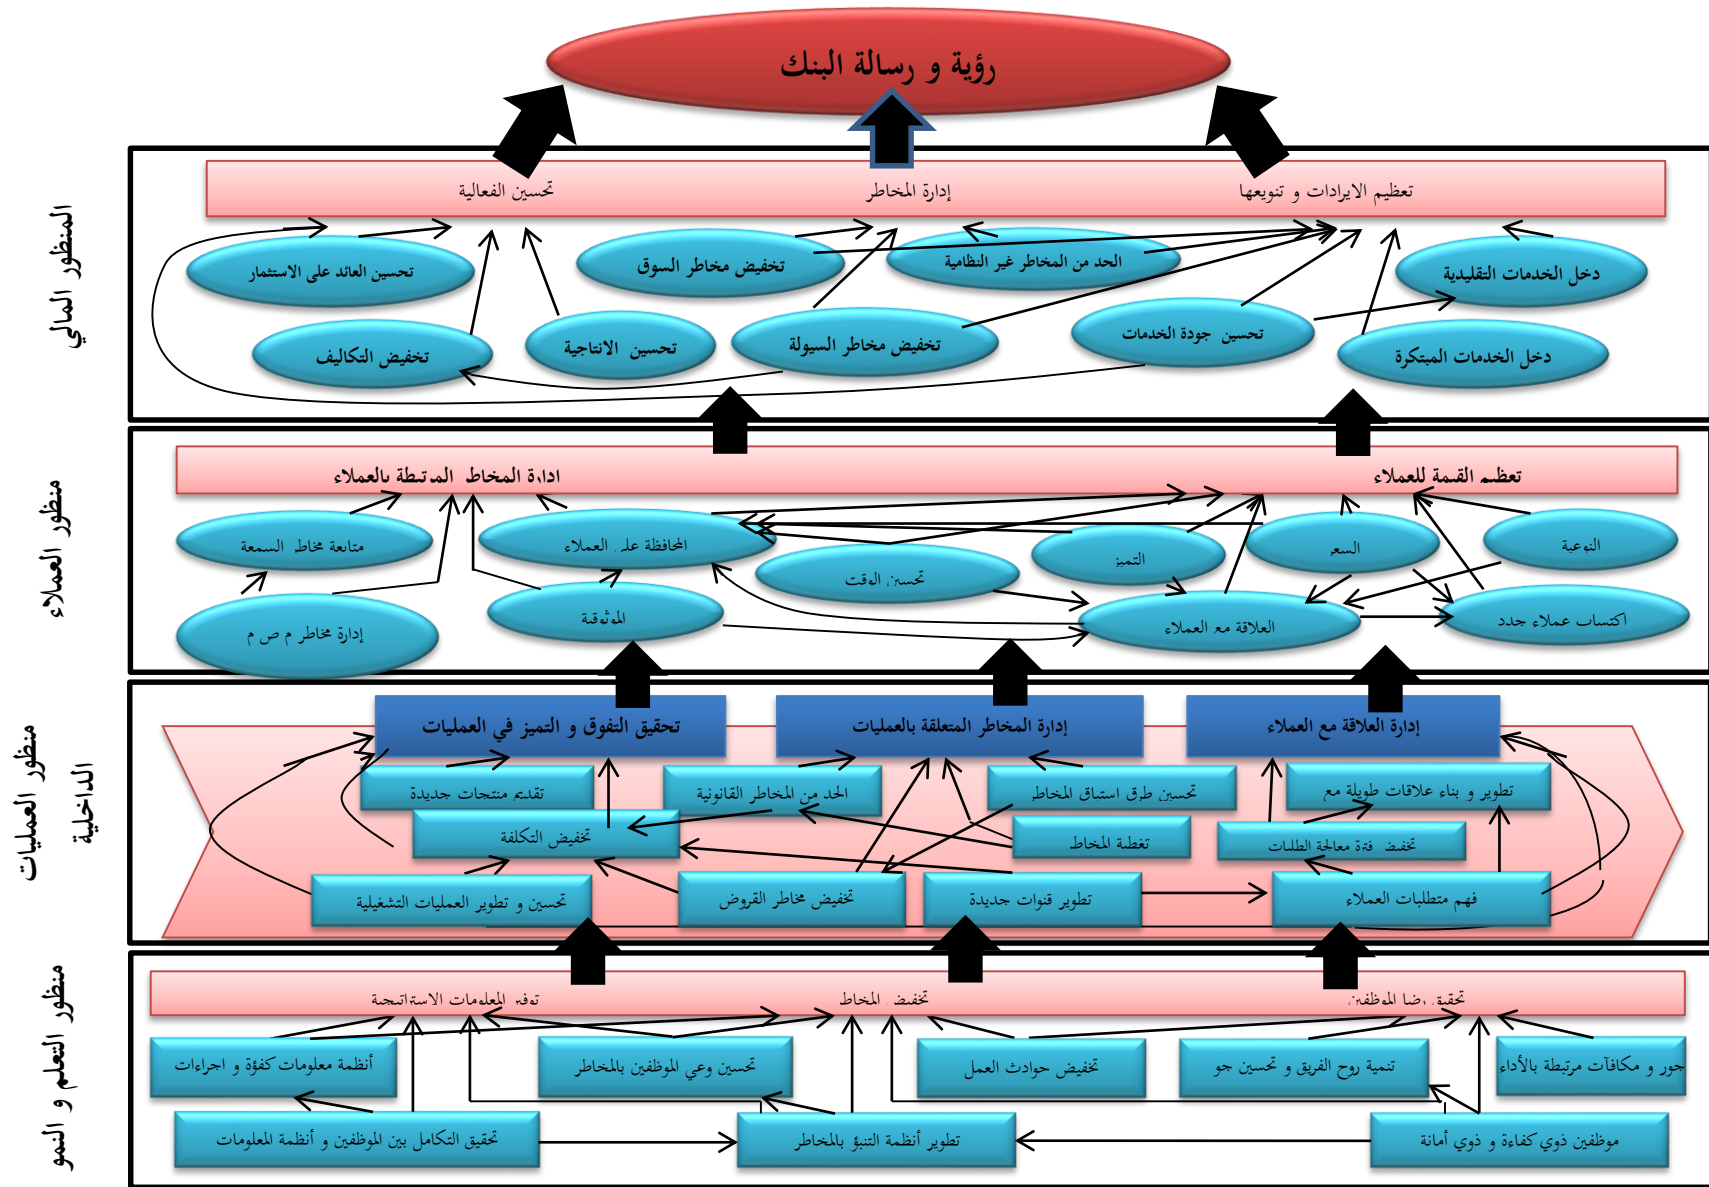 رؤية و رسالة البنك
المنظور المالي
تعظيم الايرادات و تنويعها
إدارة المخاطر
تحسين الفعالية
دخل الخدمات التقليدية
الحد من المخاطر غير النظامية
تخفيض مخاطر السوق
تحسين العائد على الاستثمار
دخل الخدمات المبتكرة
تحسين جودة الخدمات
تخفيض مخاطر السيولة
تحسين الانتاجية
تخفيض التكاليف
منظور العملاء
تعظيم القيمة للعملاء
ادارة المخاطر المرتبطة بالعملاء
النوعية
السعر
التميز
المحافظة على العملاء
متابعة مخاطر السمعة
تحسين الوقت
اكتساب عملاء جدد
العلاقة مع العملاء
الموثوقية
إدارة مخاطر م ص م
منظور العمليات
الداخلية
إدارة العلاقة مع العملاء
إدارة المخاطر المتعلقة بالعمليات
تحقيق التفوق و التميز في العمليات
تطوير و بناء علاقات طويلة مع
تحسين طرق استباق المخاطر
الحد من المخاطر القانونية
تقديم منتجات جديدة
تخفيض فترة معالجة الطلبات
تغطية المخاط
تخفيض التكلفة
فهم متطلبات العملاء
تطوير قنوات جديدة
تخفيض مخاطر القروض
تحسين و تطوير العمليات التشغيلية
منظور التعلم و النمو
تحقيق رضا الموظفين
تخفيض المخاط
توفير المعلومات الاستراتيجية
جور و مكافآت مرتبطة بالأداء
تنمية روح الفريق و تحسين جو
تخفيض حوادث العمل
تحسين وعي الموظفين بالمخاطر
أنظمة معلومات كفؤة و اجراءات
موظفين ذوي كفاءة و ذوي أمانة
تطوير أنظمة التنبؤ بالمخاطر
تحقيق التكامل بين الموظفين و أنظمة المعلومات